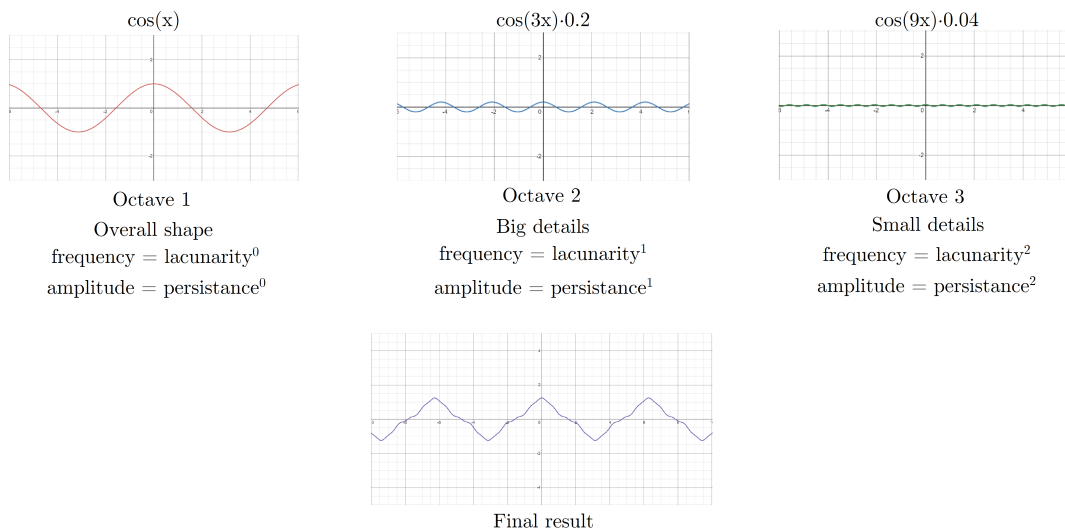 cos(x)
cos(3x)·0.2
cos(9x)·0.04
Octave 1
Octave 2
Octave 3
Overall shape
Big details
Small details
frequency = lacunarity⁰
frequency = lacunarity¹
frequency = lacunarity²
amplitude = persistance⁰
amplitude = persistance¹
amplitude = persistance²
Final result